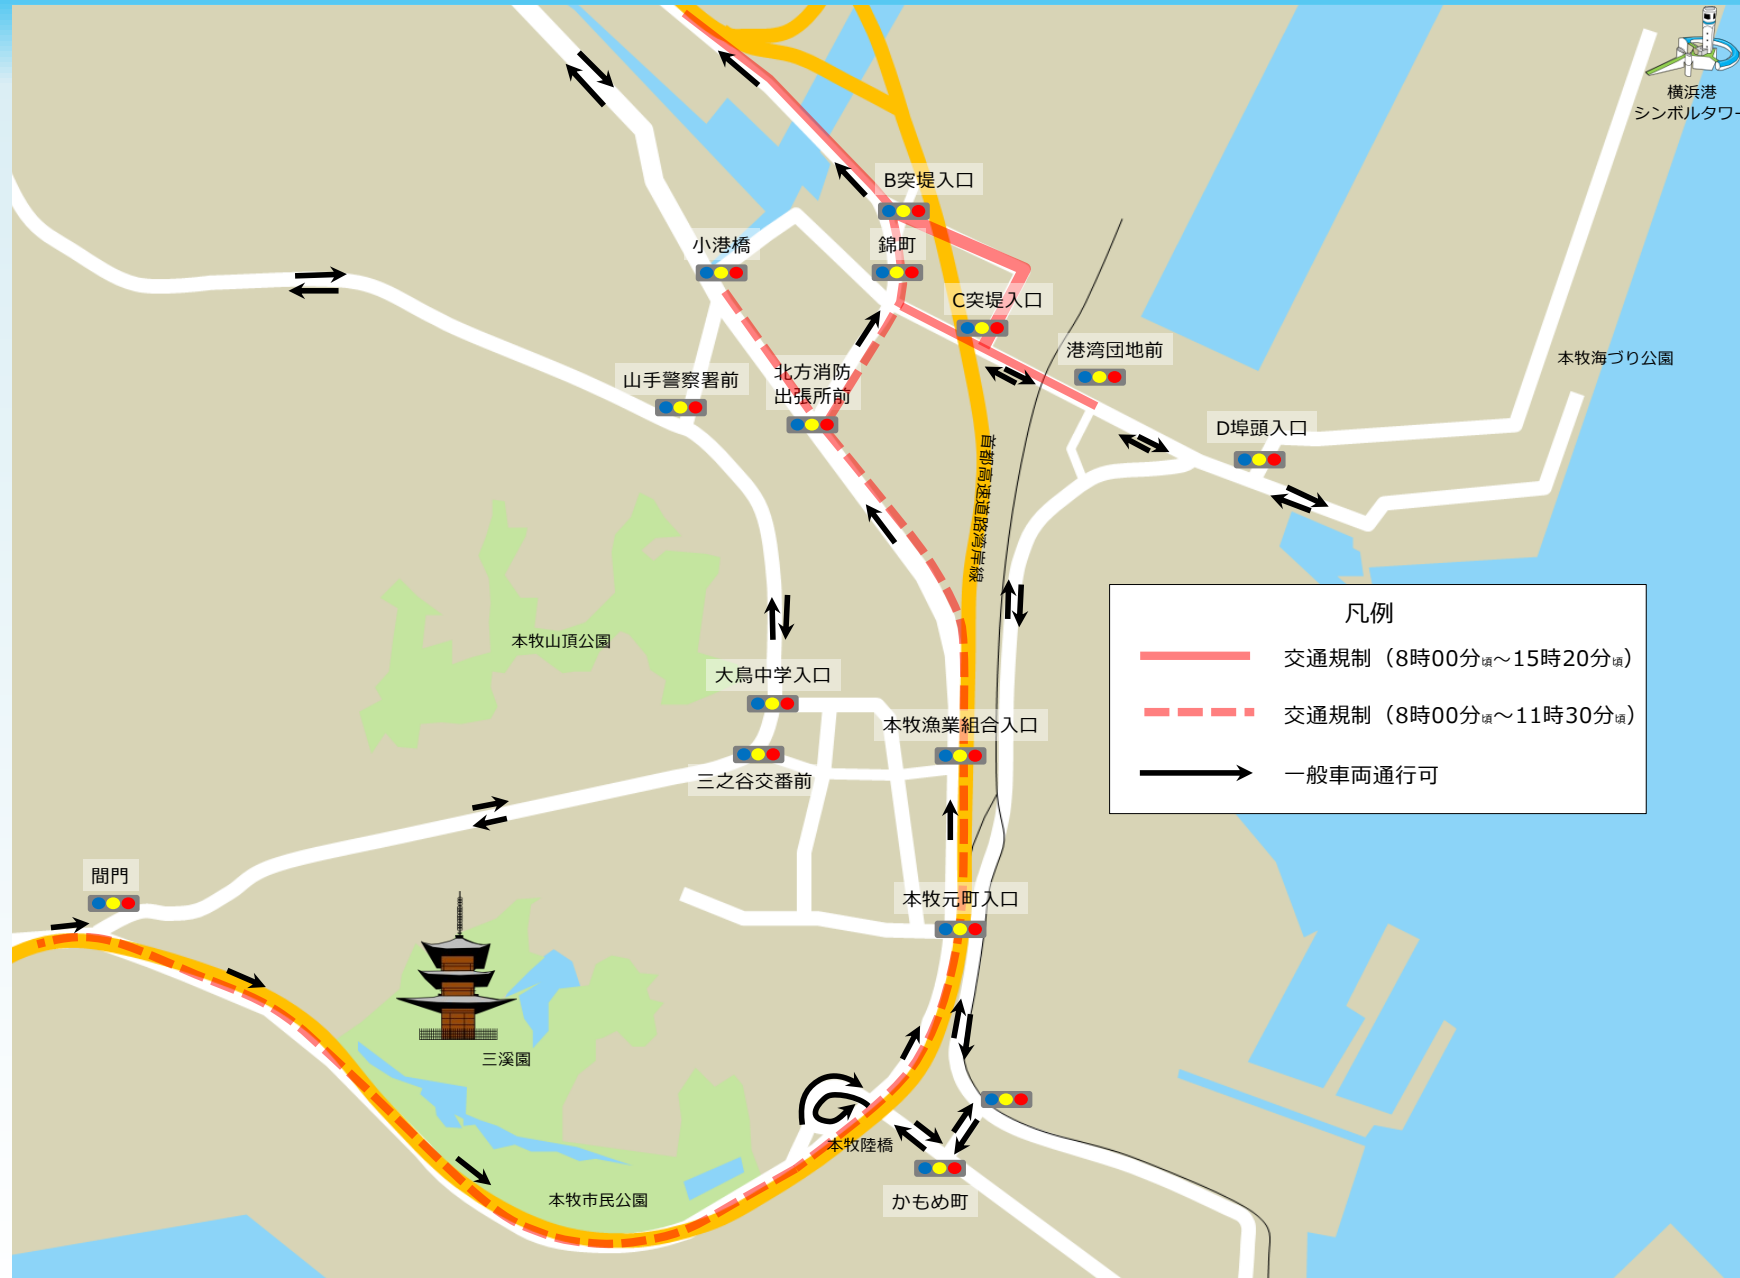 横浜港
シンボルタワー
B突堤入口
小港橋
錦町
C突堤入口
港湾団地前
本牧海づり公園
山手警察署前
北方消防
出張所前
D埠頭入口
首都高速道路湾岸線
凡例
交通規制（8時00分頃～15時20分頃）
交通規制（8時00分頃～11時30分頃）
一般車両通行可
本牧山頂公園
大鳥中学入口
本牧漁業組合入口
三之谷交番前
間門
本牧元町入口
三溪園
本牧陸橋
本牧市民公園
かもめ町